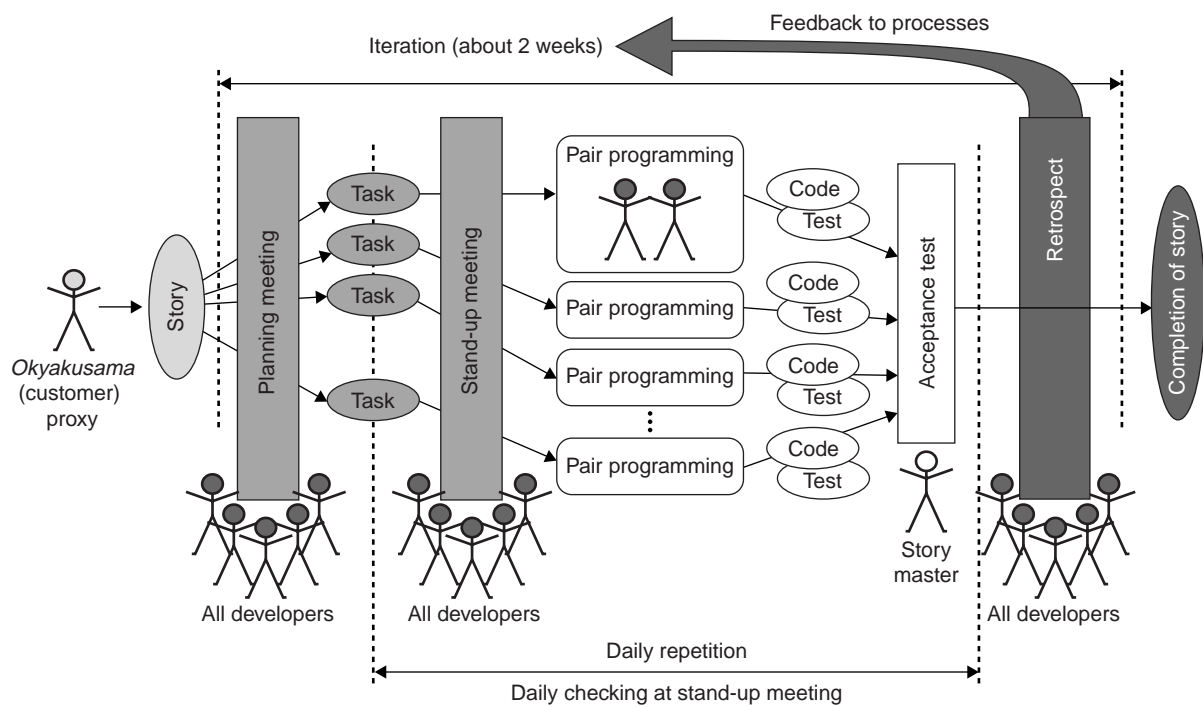 Feedback to processes
Iteration (about 2 weeks)
Okyakusama
(customer)
proxy
Story
Planning meeting
Task
Task
Task
Task
Stand-up meeting
Pair programming
Pair programming
Pair programming
Pair programming
Code
Test
Code
Test
Code
Test
Code
Test
Acceptance test
Story
master
Retrospect
Completion of story
All developers
All developers
All developers
Daily repetition
Daily checking at stand-up meeting